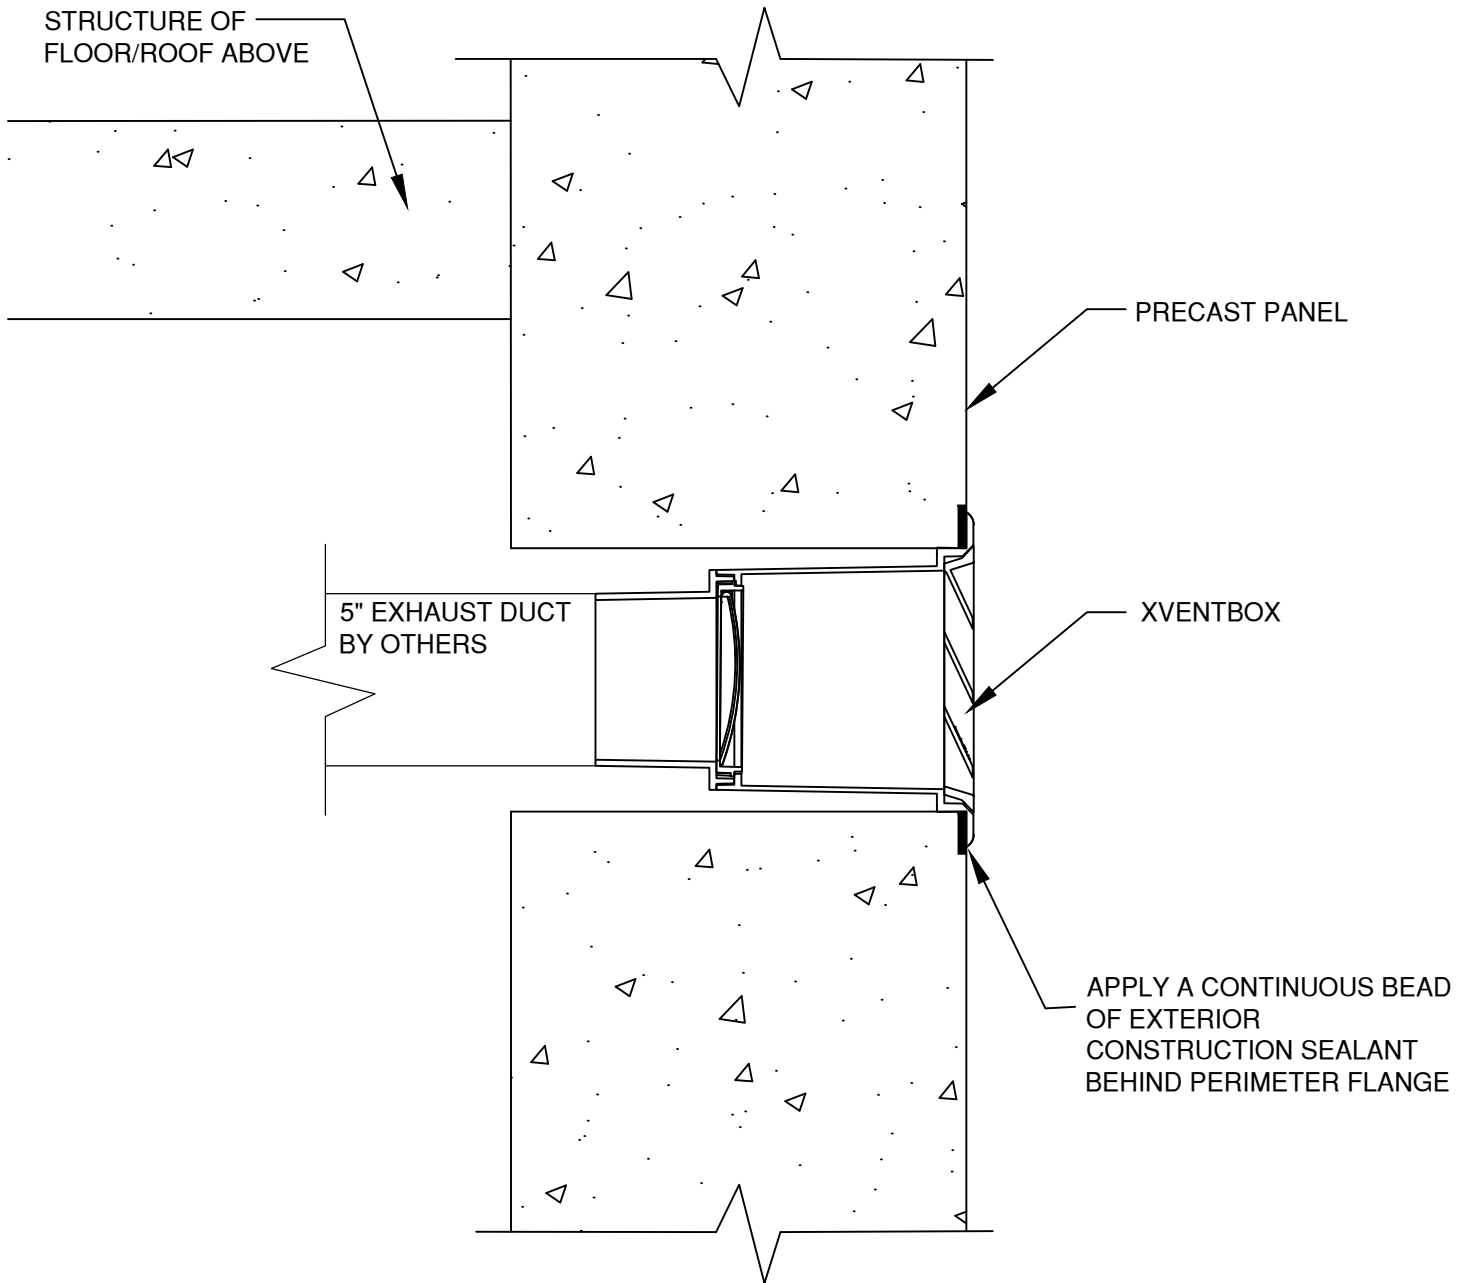 STRUCTURE OF
FLOOR/ROOF ABOVE
PRECAST PANEL
5" EXHAUST DUCT
BY OTHERS
XVENTBOX
APPLY A CONTINUOUS BEAD
OF EXTERIOR
CONSTRUCTION SEALANT
BEHIND PERIMETER FLANGE